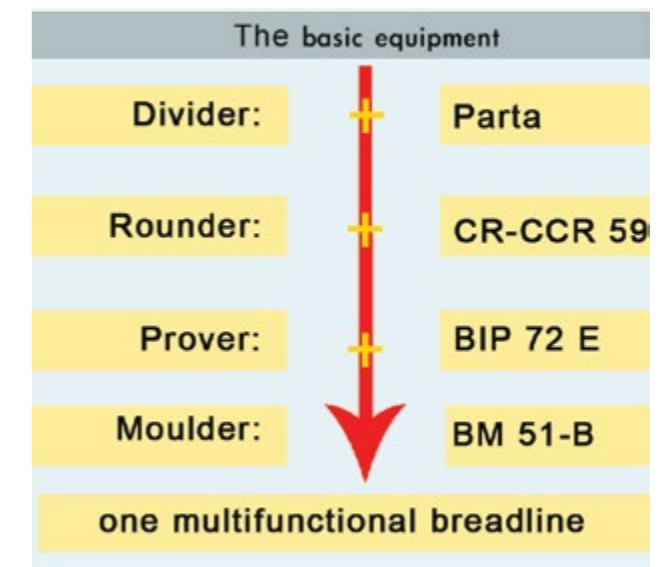 The basic equipment
Divider: Parta
Rounder: CR-CCR 59
Prover: BIP 72 E
Moulder: BM 51-B
one multifunctional breadline